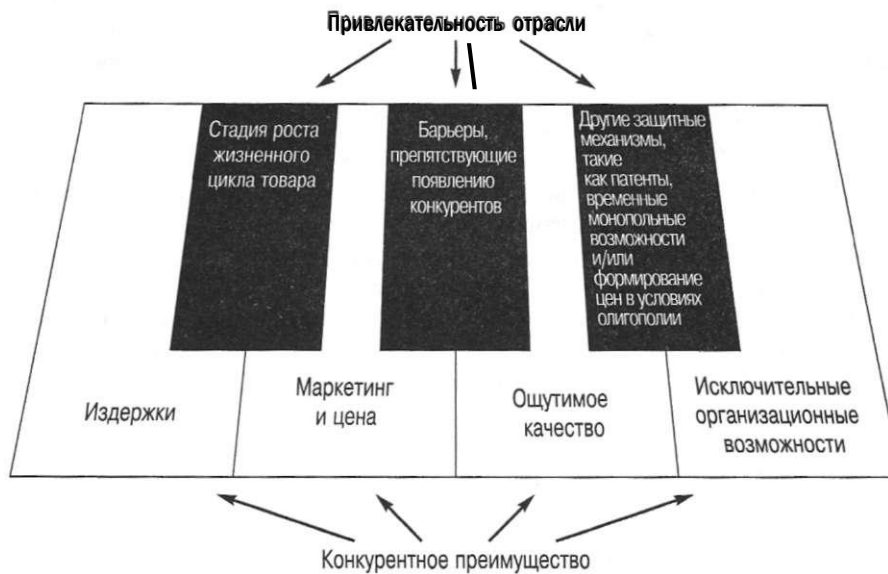 Привлекательность отрасли
Стадия роста
жизненного
цикла товара
Барьеры,
препятствующие
появлению
конкурентов
Другие защитные
механизмы,
такие
как патенты,
временные
монопольные
возможности
и/или
формирование
цен в условиях
олигополии
Издержки
Маркетинг
и цена
Ощутимое
качество
Исключительные
организационные
возможности
Конкурентное преимущество